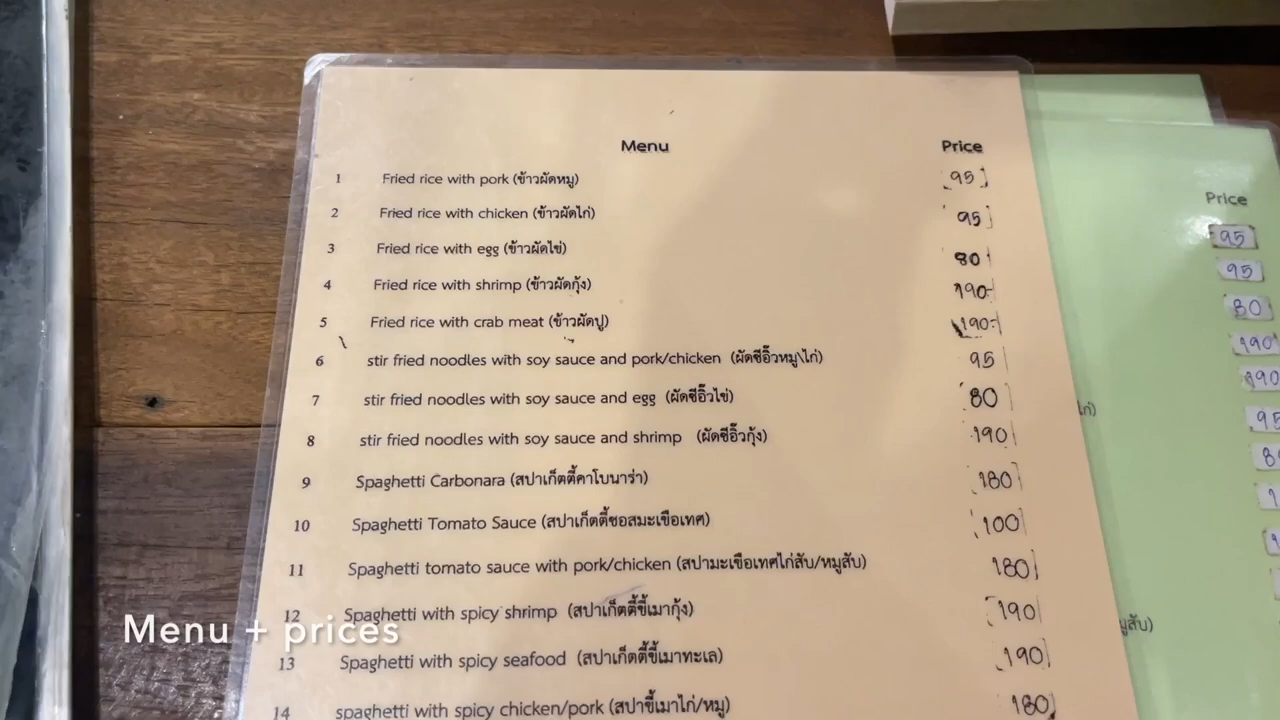 Menu Price
1 Fried rice with pork (ข้าวผัดหมู) 95
2 Fried rice with chicken (ข้าวผัดไก่) 95
3 Fried rice with egg (ข้าวผัดไข่) 80
4 Fried rice with shrimp (ข้าวผัดกุ้ง) 190
5 Fried rice with crab meat (ข้าวผัดปู) 190
6 stir fried noodles with soy sauce and pork/chicken (ผัดซีอิ๊วหมู\ไก่) 95
7 stir fried noodles with soy sauce and egg (ผัดซีอิ๊วไข่) 80
8 stir fried noodles with soy sauce and shrimp (ผัดซีอิ๊วกุ้ง) 190
9 Spaghetti Carbonara (สปาเก็ตตี้คาโบนาร่า) 180
10 Spaghetti Tomato Sauce (สปาเก็ตตี้ซอสมะเขือเทศ) 100
11 Spaghetti tomato sauce with pork/chicken (สปามะเขือเทศไก่สับ/หมูสับ) 180
12 Spaghetti with spicy shrimp (สปาเก็ตตี้ขี้เมากุ้ง) 190
13 Spaghetti with spicy seafood (สปาเก็ตตี้ขี้เมาทะเล) 190
14 spaghetti with spicy chicken/pork (สปาขี้เมาไก่/หมู) 180
Menu + prices
Price
95
95
80
190
190
95
ไก่)
มูสับ)